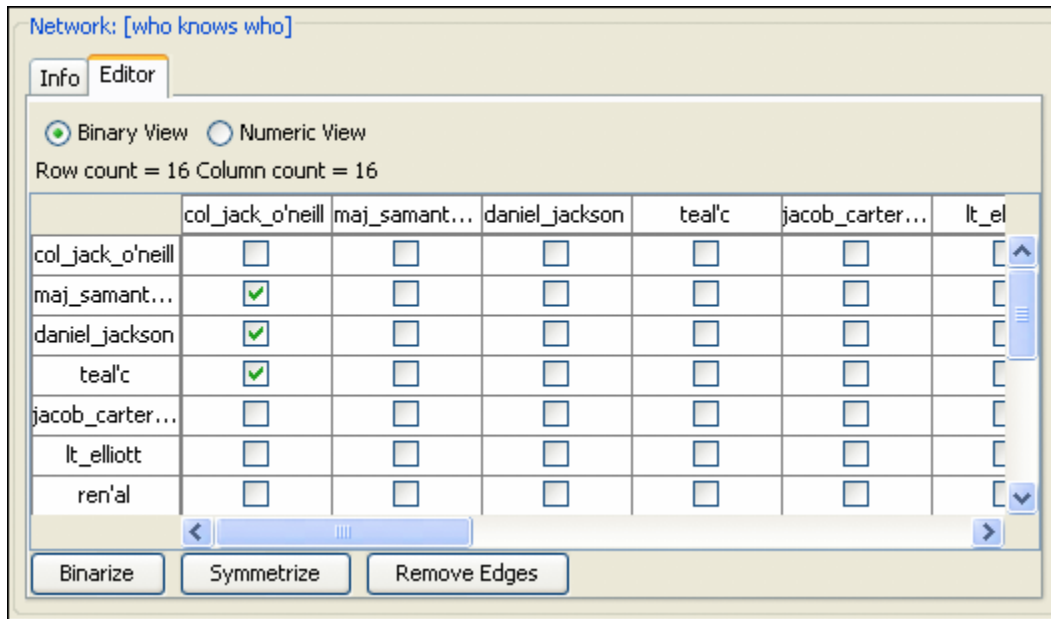 Network: [who knows who]
Info Editor
Binary View Numeric View
Row count = 16 Column count = 16
col_jack_o'neill maj_samant... daniel_jackson teal'c jacob_carter... lt_el
col_jack_o'neill
maj_samant...
daniel_jackson
teal'c
jacob_carter...
lt_elliott
ren'al
Binarize Symmetrize Remove Edges